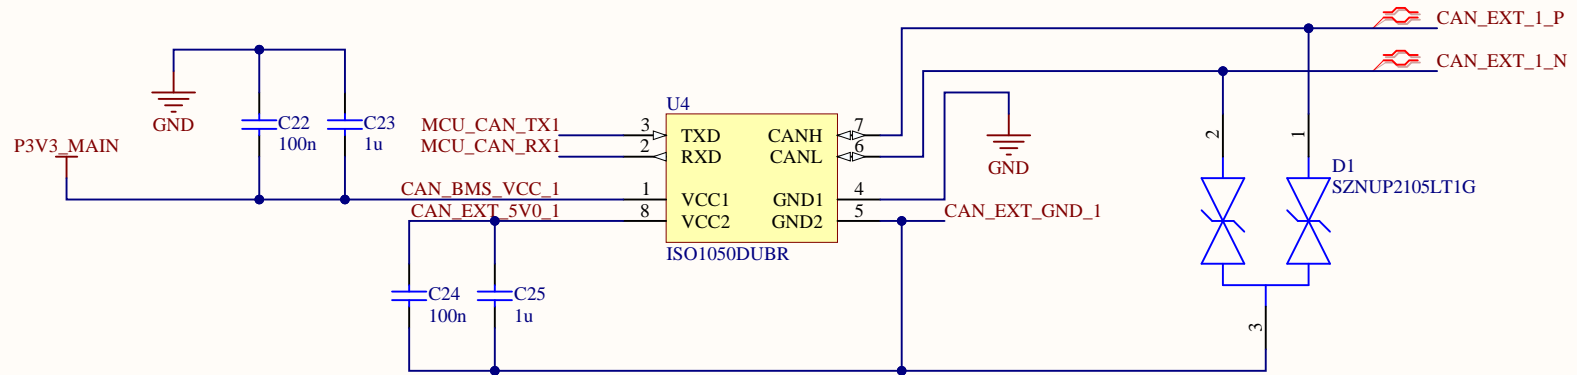 CAN_EXT_1_P
CAN_EXT_1_N
GND
C22
100n
C23
1u
P3V3_MAIN
U4
MCU_CAN_TX1
3
TXD
CANH
7
MCU_CAN_RX1
2
RXD
CANL
6
GND
2
1
D1
SZNUP2105LT1G
CAN_BMS_VCC_1
1
VCC1
GND1
4
CAN_EXT_5V0_1
8
VCC2
GND2
5
CAN_EXT_GND_1
ISO1050DUBR
C24
100n
C25
1u
3